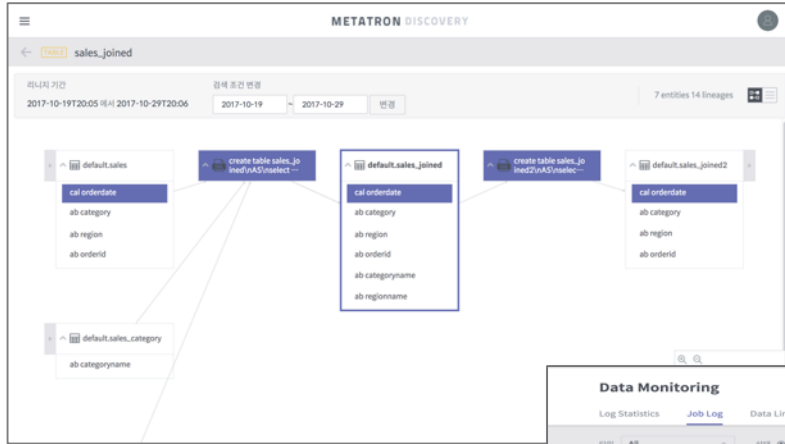 METATRON DISCOVERY
TABLE sales_joined
리니지 기간
검색 조건 변경
2017-10-19T20:05 에서 2017-10-29T20:06
2017-10-19 ~ 2017-10-29 변경
7 entities 14 lineages
default.sales
cal orderdate
ab category
ab region
ab orderid
create table sales_jo
ined\nAS\nselect ···
default.sales_joined
cal orderdate
ab category
ab region
ab orderid
ab categoryname
ab regionname
create table sales_jo
ined2\nAS\nselec···
default.sales_joined2
cal orderdate
ab category
ab region
ab orderid
default.sales_category
ab categoryname
Data Monitoring
Log Statistics Job Log Data Lin
All